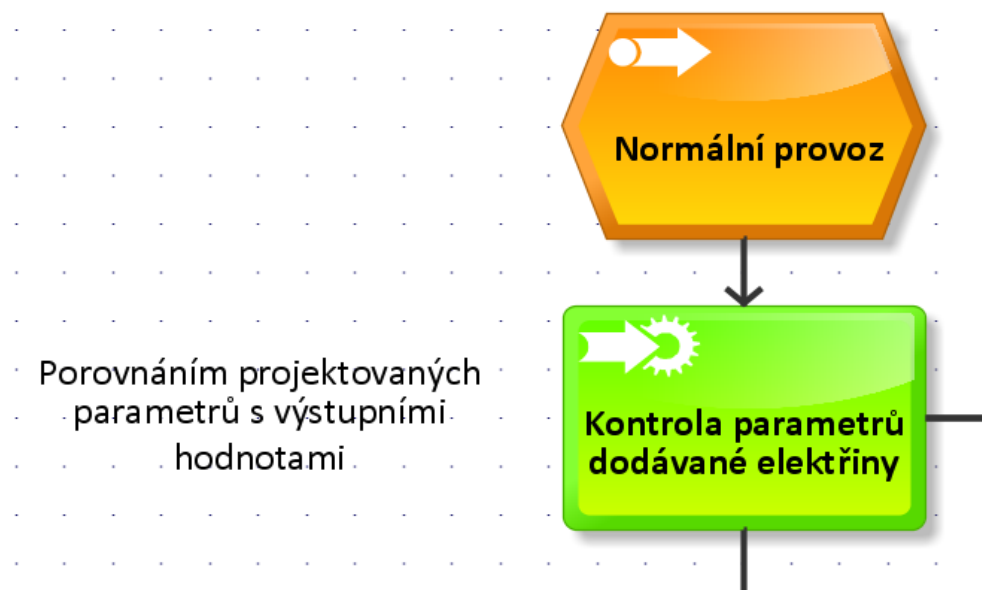 Normální provoz
Porovnáním projektovaných
parametrů s výstupními
hodnotami
Kontrola parametrů
dodávané elektřiny